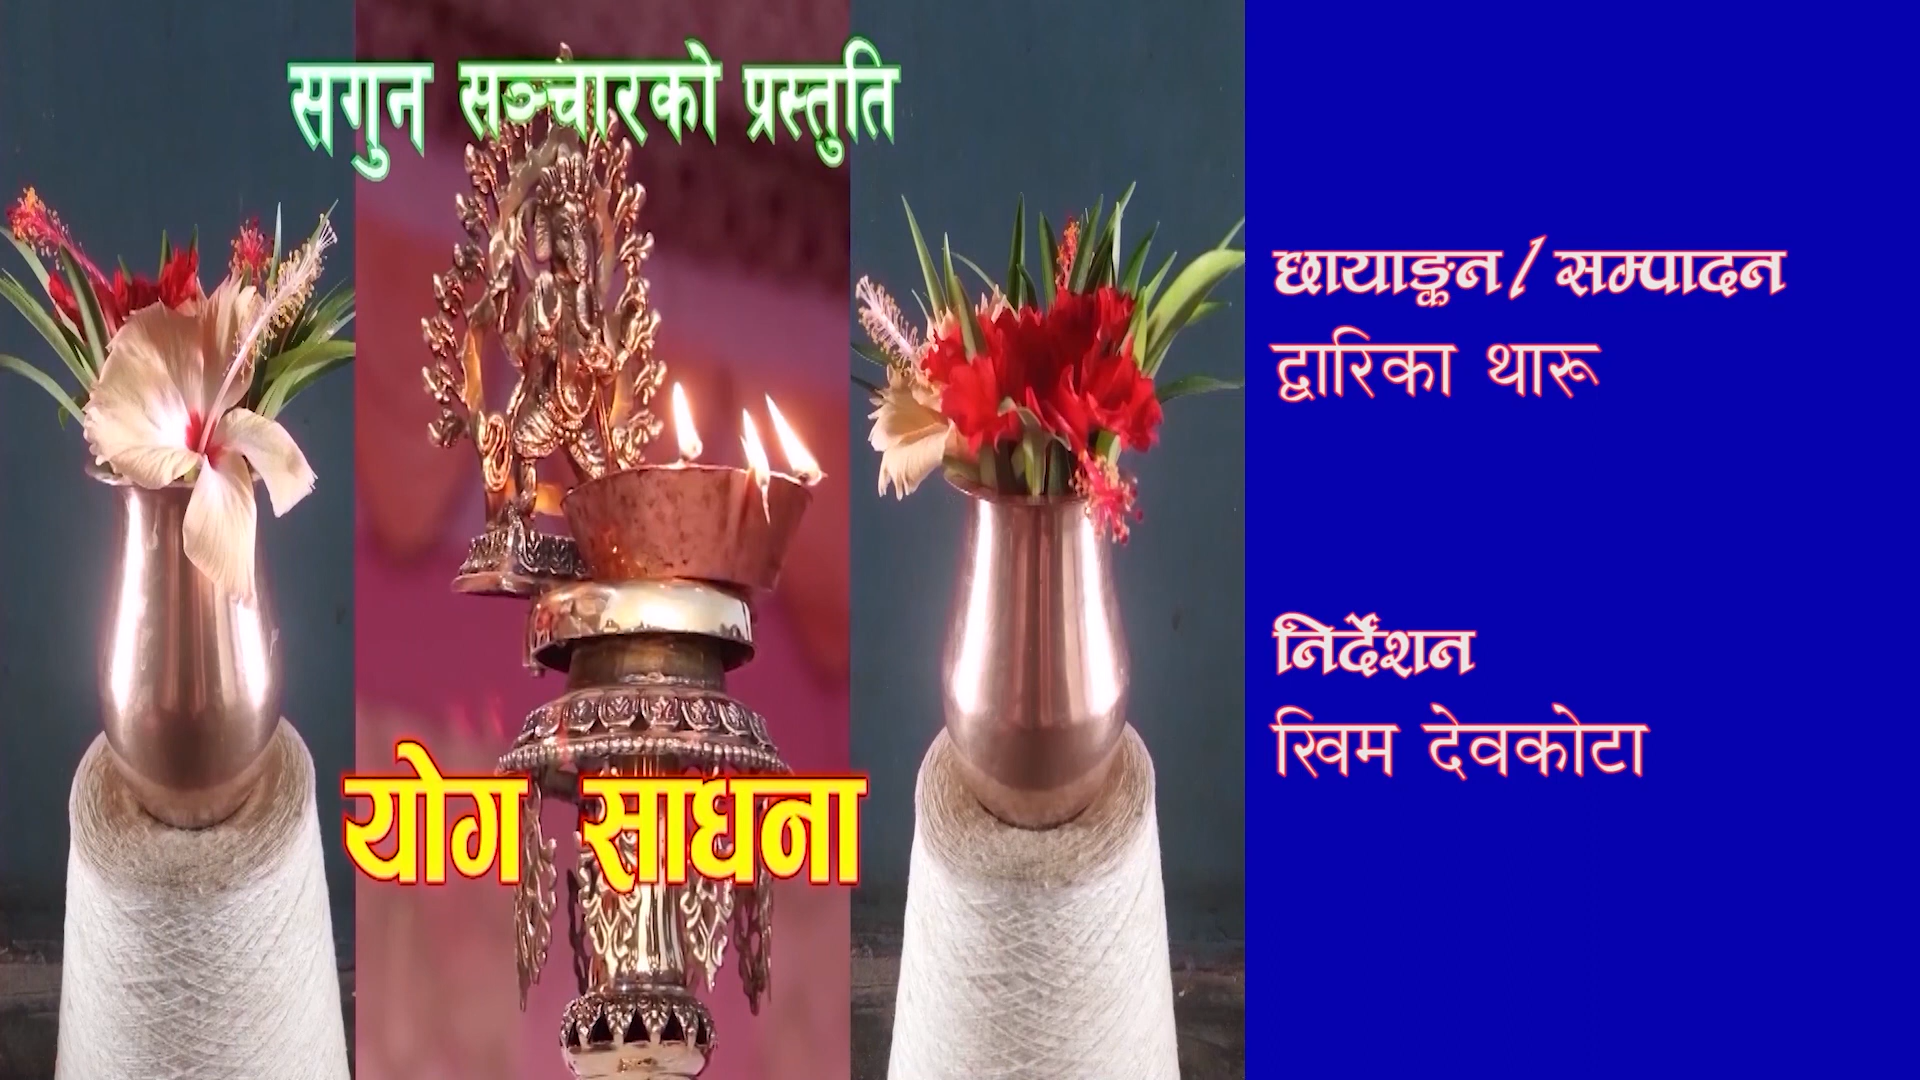 सगुन सञ्चारको प्रस्तुति
योग साधना
छायाङ्कन/सम्पादन
द्वारिका थारू
निर्देशन
खिम देवकोटा